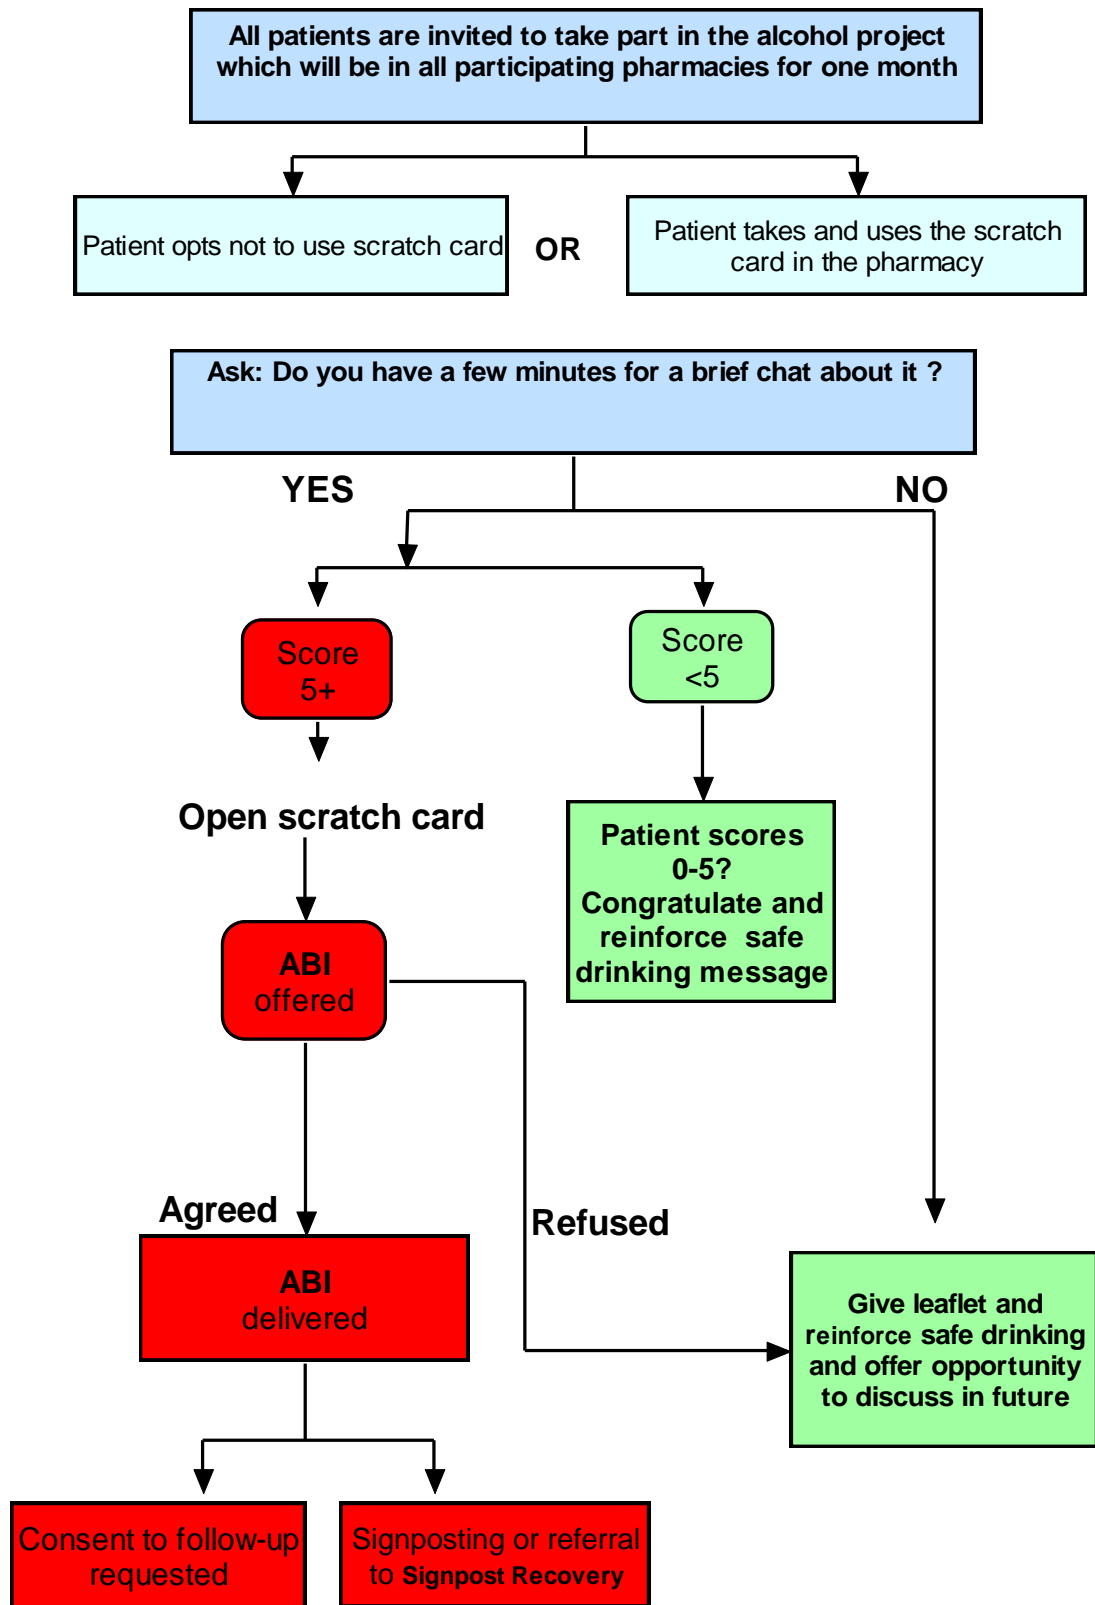 All patients are invited to take part in the alcohol project
which will be in all participating pharmacies for one month
Patient opts not to use scratch card
OR
Patient takes and uses the scratch
card in the pharmacy
Ask: Do you have a few minutes for a brief chat about it ?
YES
NO
Score
5+
Score
<5
Open scratch card
Patient scores
0-5?
Congratulate and
reinforce safe
drinking message
ABI
offered
Agreed
Refused
ABI
delivered
Give leaflet and
reinforce safe drinking
and offer opportunity
to discuss in future
Consent to follow-up
requested
Signposting or referral
to Signpost Recovery